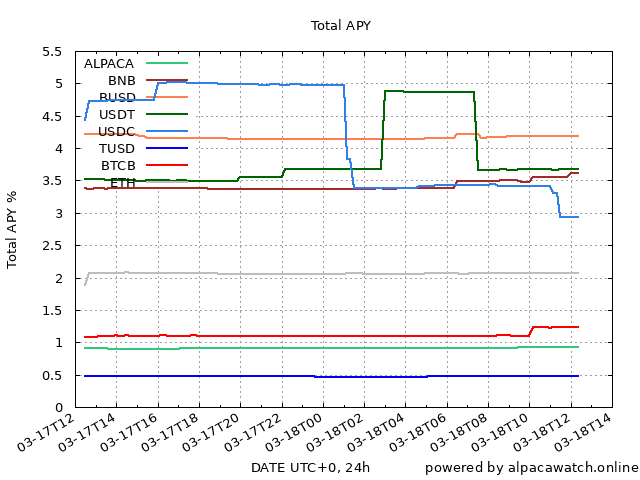 Total APY
Total APY %
5.5
5
4.5
4
3.5
3
2.5
2
1.5
1
0.5
0
ALPACA
BNB
BUSD
USDT
USDC
TUSD
BTCB
ETH
03-17T12
03-17T14
03-17T16
03-17T18
03-17T20
03-17T22
03-18T00
03-18T02
03-18T04
03-18T06
03-18T08
03-18T10
03-18T12
03-18T14
DATE UTC+0, 24h
powered by alpacawatch.online